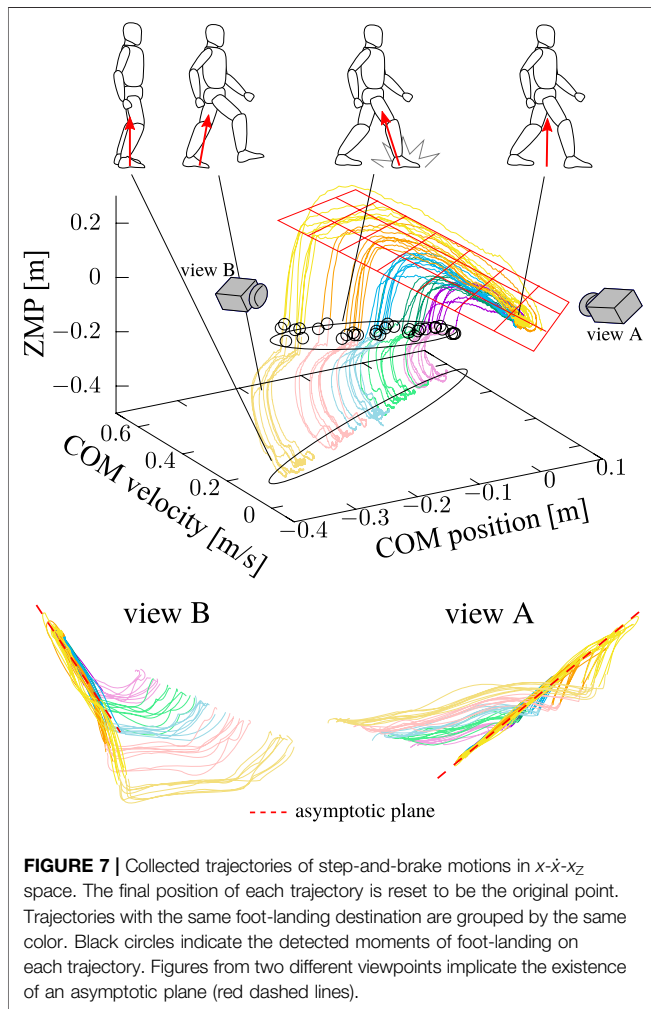 0.2
0
−0.2
−0.4
ZMP [m]
view B
view A
0.6
0.4
0.2
0
COM velocity [m/s]
−0.4
−0.3
−0.2
−0.1
0
0.1
COM position [m]
view B
view A
asymptotic plane
FIGURE 7 | Collected trajectories of step-and-brake motions in x-ẋ-x_Z
space. The final position of each trajectory is reset to be the original point.
Trajectories with the same foot-landing destination are grouped by the same
color. Black circles indicate the detected moments of foot-landing on
each trajectory. Figures from two different viewpoints implicate the existence
of an asymptotic plane (red dashed lines).